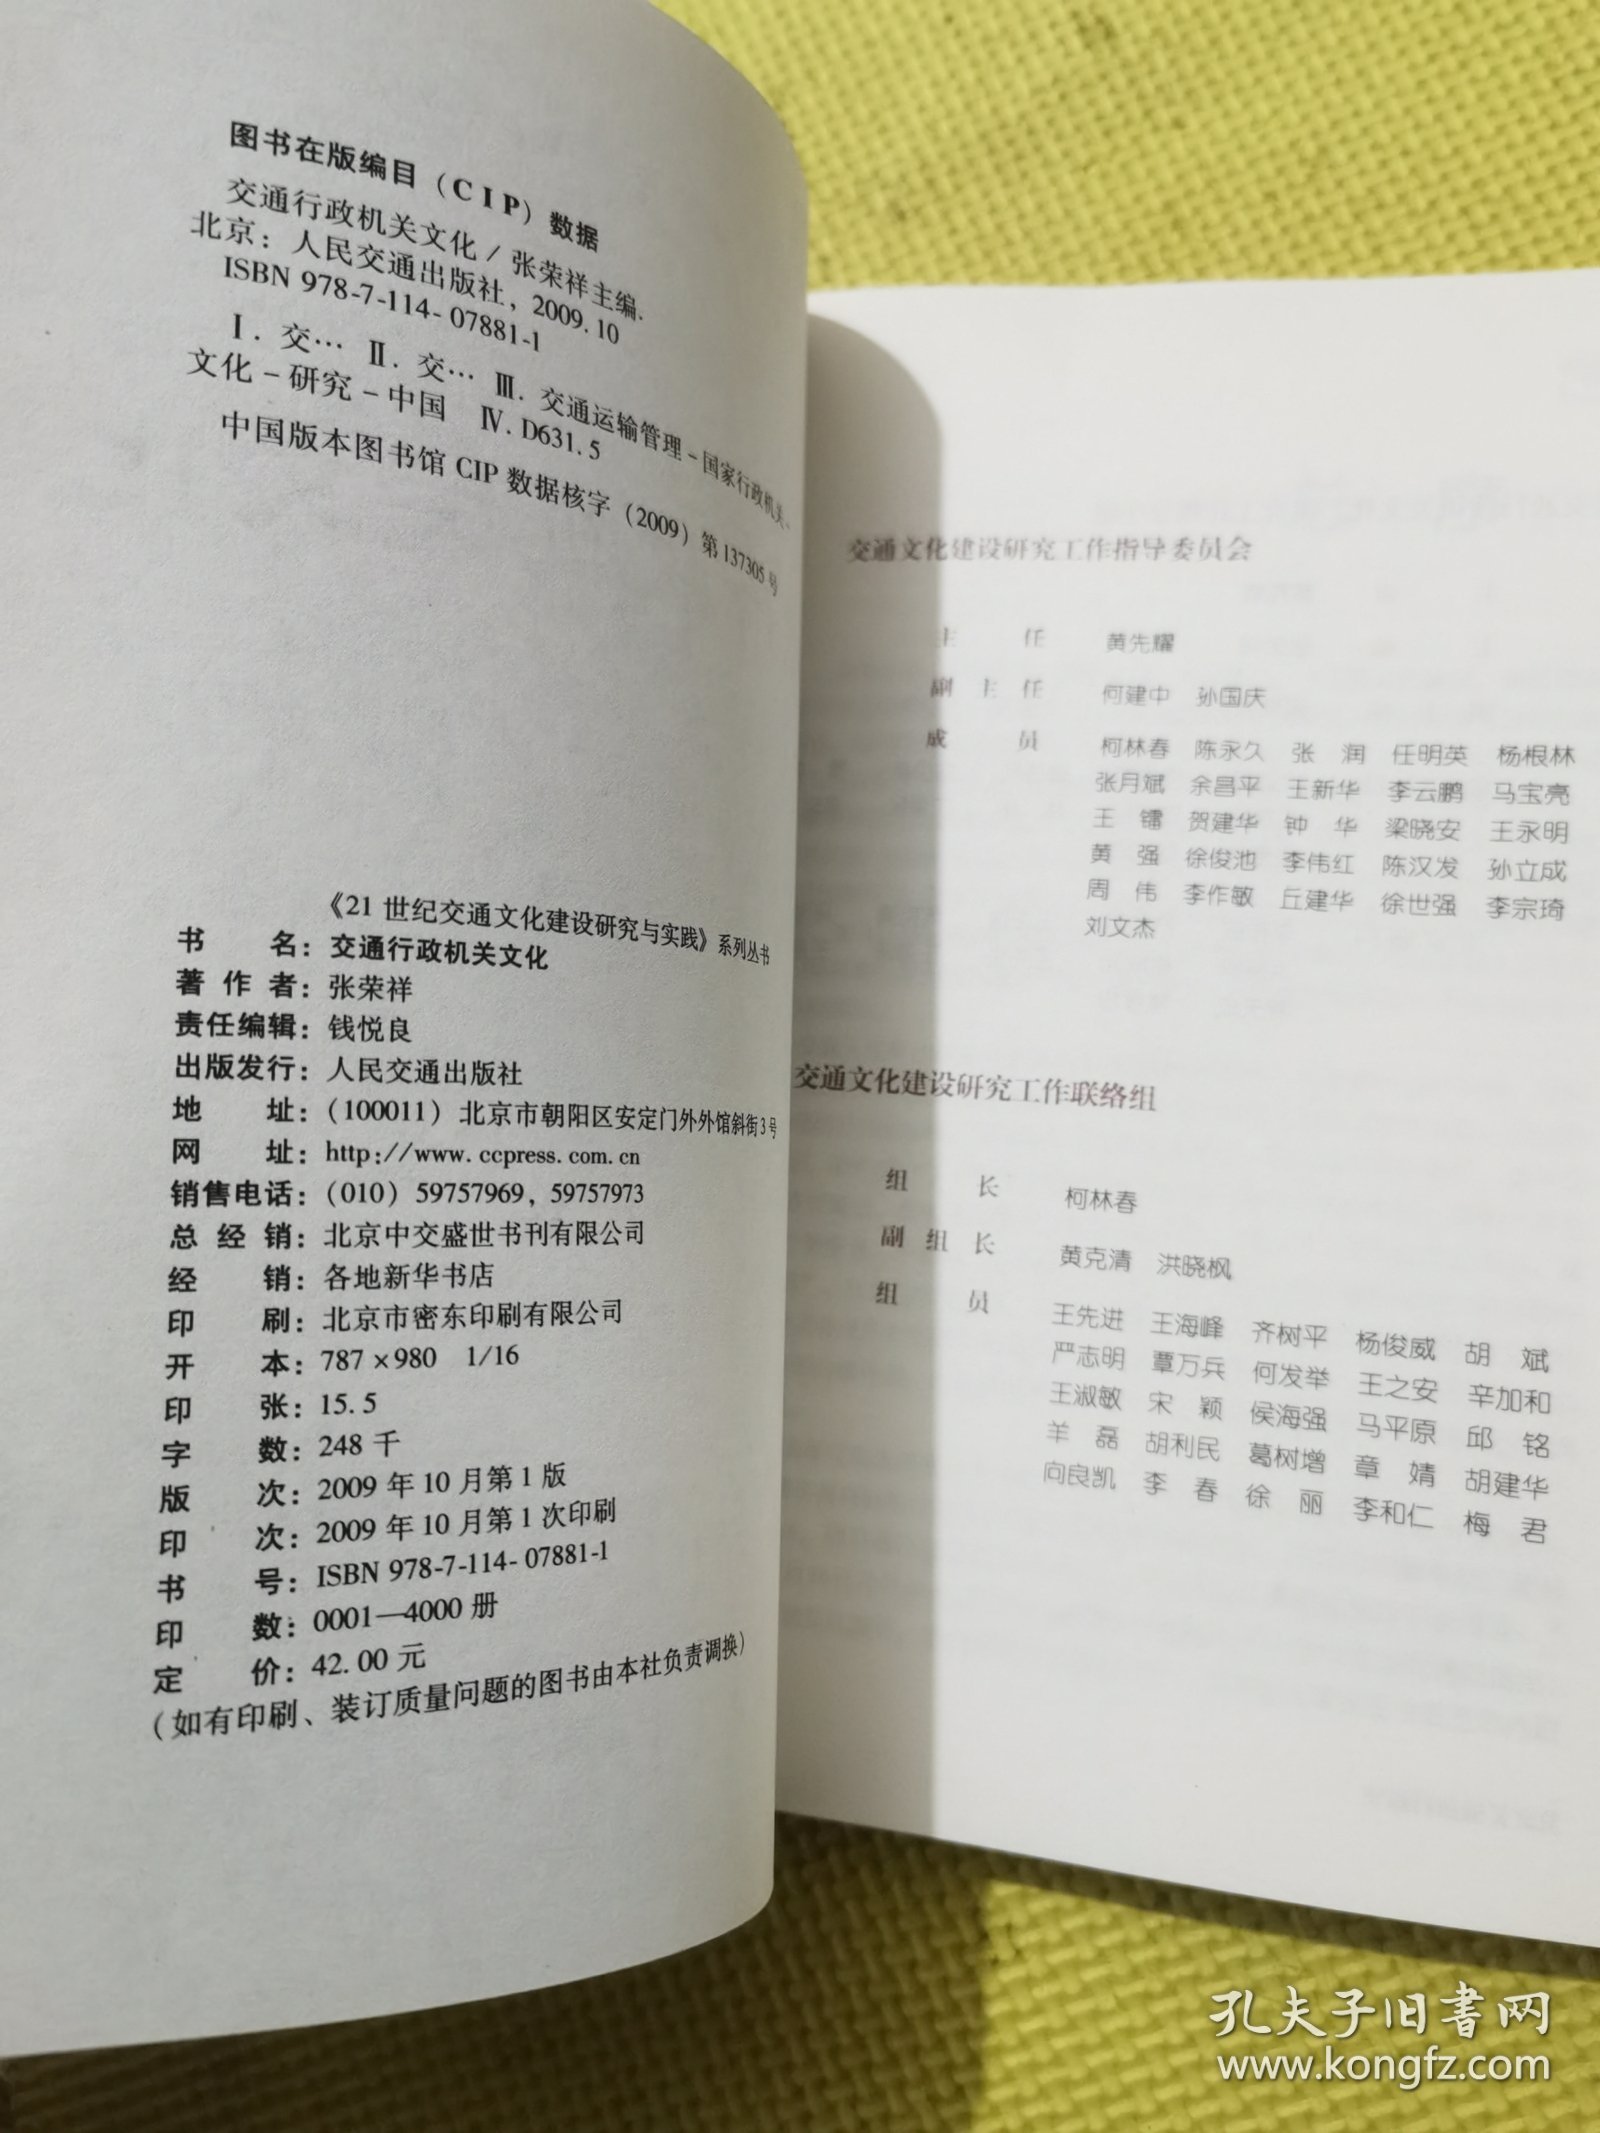 图书在版编目（CIP）数据
交通行政机关文化/张荣祥主编.
北京：人民交通出版社，2009.10
ISBN 978-7-114-07881-1
Ⅰ.交… Ⅱ.交… Ⅲ.交通运输管理-国家行政机关-
文化-研究-中国 Ⅳ.D631.5
中国版本图书馆CIP数据核字（2009）第137305号
《21世纪交通文化建设研究与实践》系列丛书
书名：交通行政机关文化
著作者：张荣祥
责任编辑：钱悦良
出版发行：人民交通出版社
地址：（100011）北京市朝阳区安定门外外馆斜街3号
网址：http://www.ccpress.com.cn
销售电话：（010）59757969，59757973
总经销：北京中交盛世书刊有限公司
经销：各地新华书店
印刷：北京市密东印刷有限公司
开本：787×980 1/16
印张：15.5
字数：248千
版次：2009年10月第1版
印次：2009年10月第1次印刷
书号：ISBN 978-7-114-07881-1
印数：0001—4000册
定价：42.00元
（如有印刷、装订质量问题的图书由本社负责调换）
交通文化建设研究工作指导委员会
主任 黄先耀
副主任 何建中 孙国庆
成员 柯林春 陈永久 张润 任明英 杨根林
张月斌 余昌平 王新华 李云鹏 马宝亮
王镭 贺建华 钟华 梁晓安 王永明
黄强 徐俊池 李伟红 陈汉发 孙立成
周伟 李作敏 丘建华 徐世强 李宗琦
刘文杰
交通文化建设研究工作联络组
组长 柯林春
副组长 黄克清 洪晓枫
组员 王先进 王海峰 齐树平 杨俊威 胡斌
严志明 覃万兵 何发举 王之安 辛加和
王淑敏 宋颖 侯海强 马平原 邱铭
羊磊 胡利民 葛树增 章婧 胡建华
向良凯 李春 徐丽 李和仁 梅君
孔夫子旧书网
www.kongfz.com